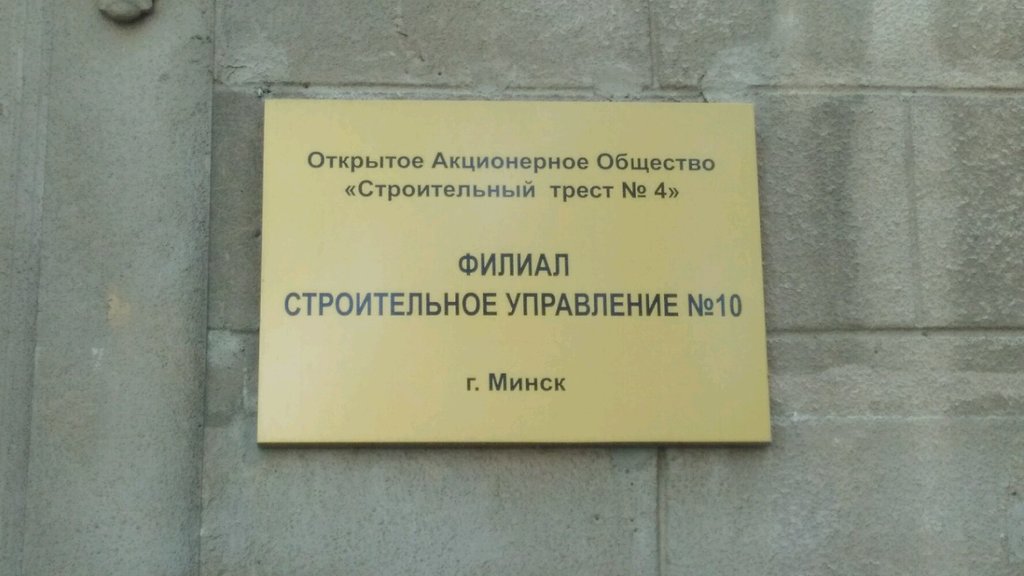 Открытое Акционерное Общество
«Строительный трест № 4»
ФИЛИАЛ
СТРОИТЕЛЬНОЕ УПРАВЛЕНИЕ №10
г. Минск